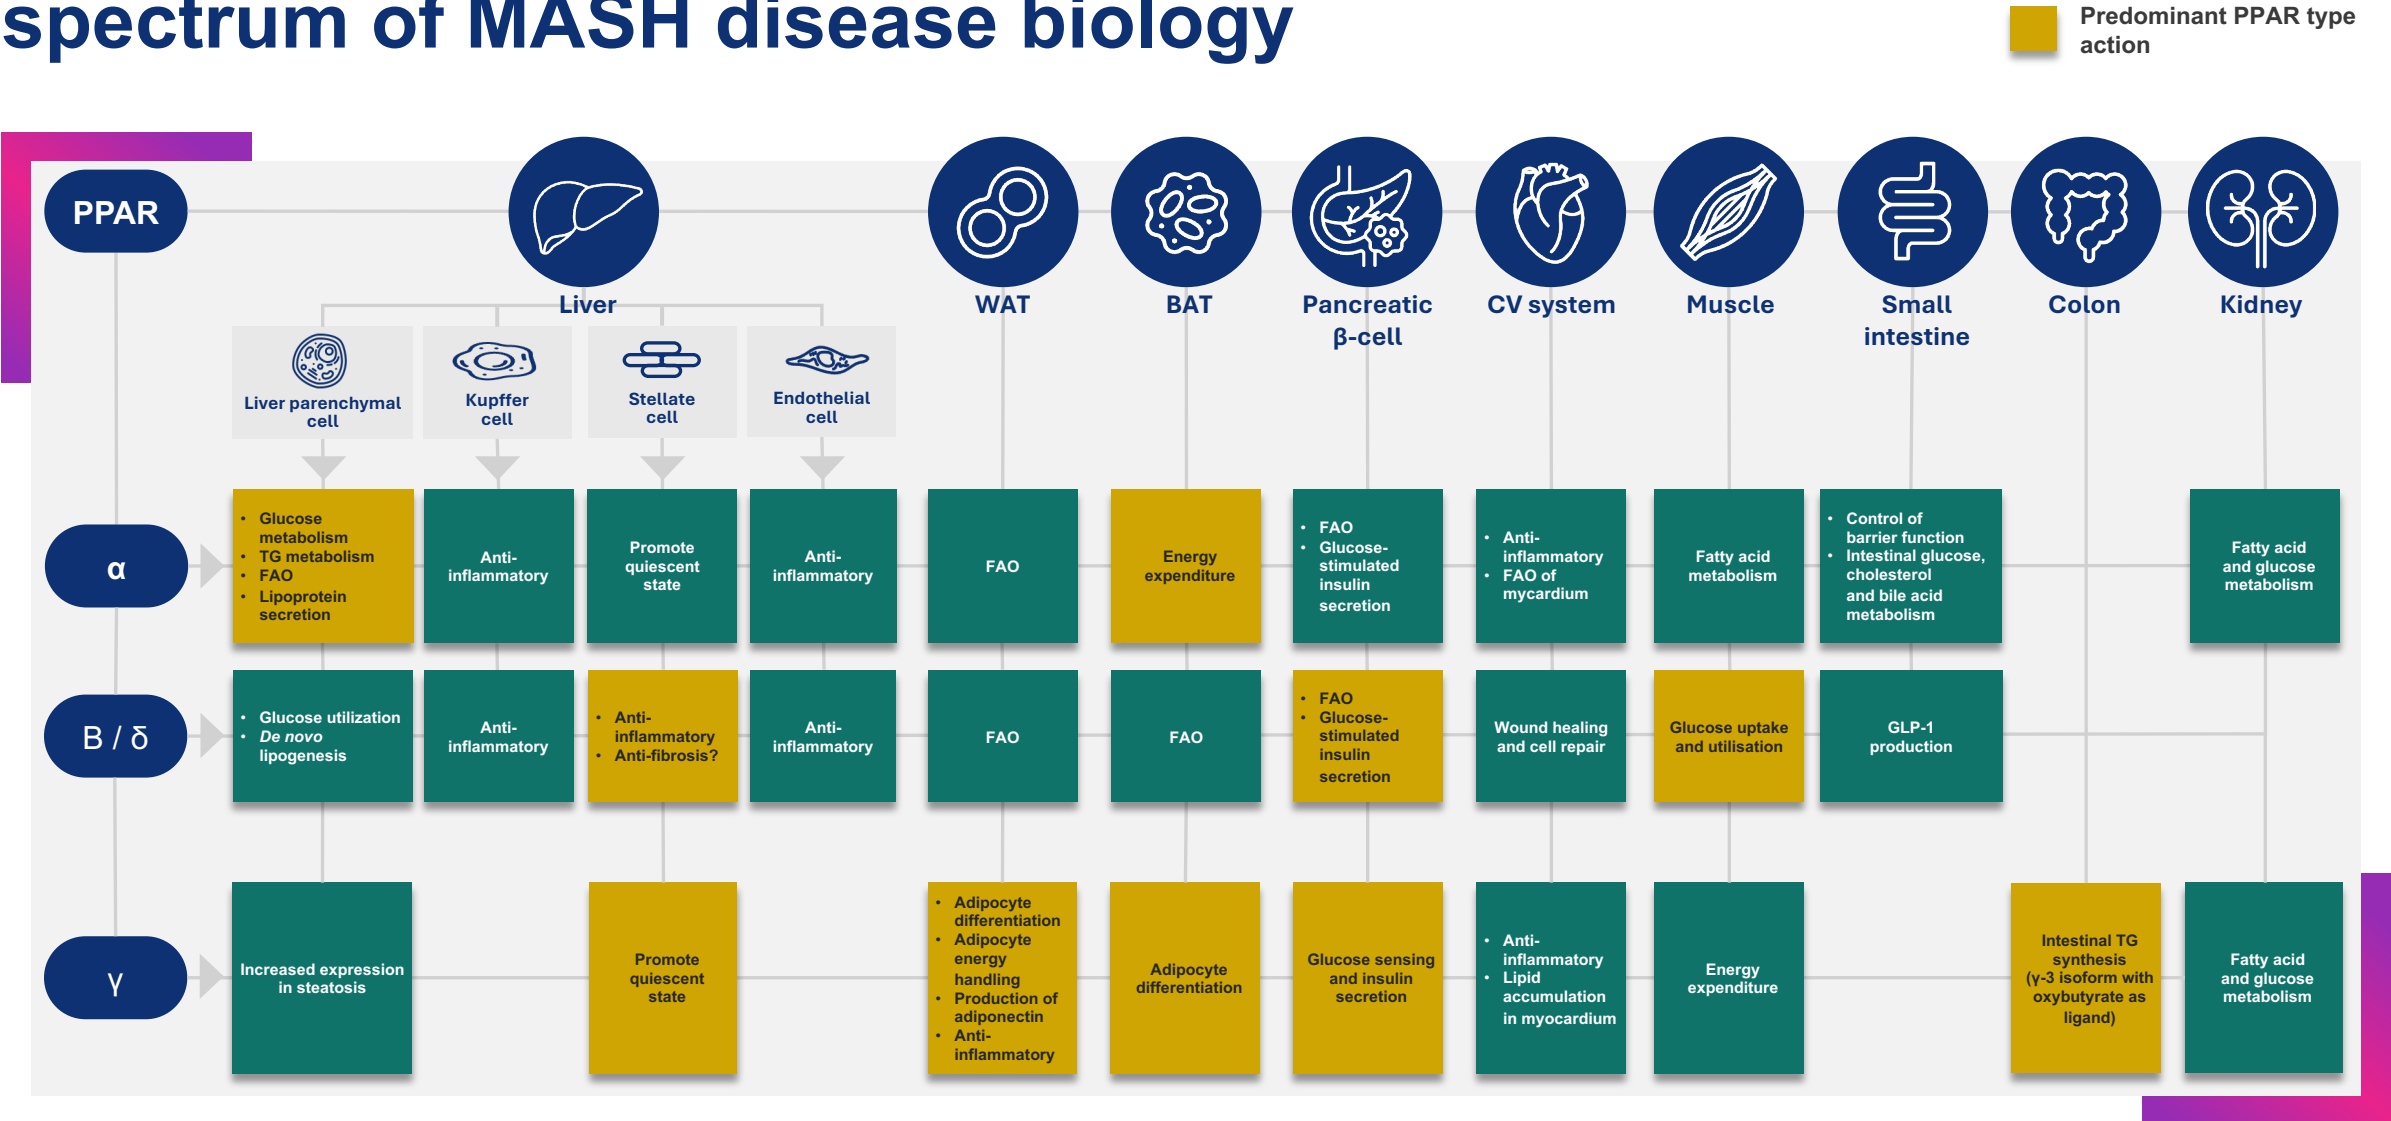 spectrum of MASH disease biology
Predominant PPAR type
action
PPAR
Liver
WAT
BAT
Pancreatic
β-cell
CV system
Muscle
Small
intestine
Colon
Kidney
Liver parenchymal
cell
Kupffer
cell
Stellate
cell
Endothelial
cell
α
• Glucose
metabolism
• TG metabolism
• FAO
• Lipoprotein
secretion
Anti-
inflammatory
Promote
quiescent
state
Anti-
inflammatory
FAO
Energy
expenditure
• FAO
• Glucose-
stimulated
insulin
secretion
• Anti-
inflammatory
• FAO of
mycardium
Fatty acid
metabolism
• Control of
barrier function
• Intestinal glucose,
cholesterol
and bile acid
metabolism
Fatty acid
and glucose
metabolism
B / δ
• Glucose utilization
• De novo
lipogenesis
Anti-
inflammatory
• Anti-
inflammatory
• Anti-fibrosis?
Anti-
inflammatory
FAO
FAO
• FAO
• Glucose-
stimulated
insulin
secretion
Wound healing
and cell repair
Glucose uptake
and utilisation
GLP-1
production
γ
Increased expression
in steatosis
Promote
quiescent
state
• Adipocyte
differentiation
• Adipocyte
energy
handling
• Production of
adiponectin
• Anti-
inflammatory
Adipocyte
differentiation
Glucose sensing
and insulin
secretion
• Anti-
inflammatory
• Lipid
accumulation
in myocardium
Energy
expenditure
Intestinal TG
synthesis
(γ-3 isoform with
oxybutyrate as
ligand)
Fatty acid
and glucose
metabolism